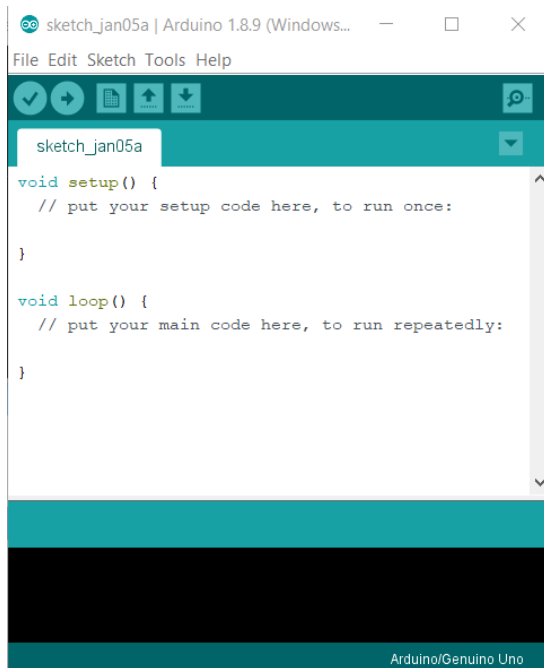 sketch_jan05a | Arduino 1.8.9 (Windows...
File Edit Sketch Tools Help
sketch_jan05a
void setup() {
  // put your setup code here, to run once:
}
void loop() {
  // put your main code here, to run repeatedly:
}
Arduino/Genuino Uno